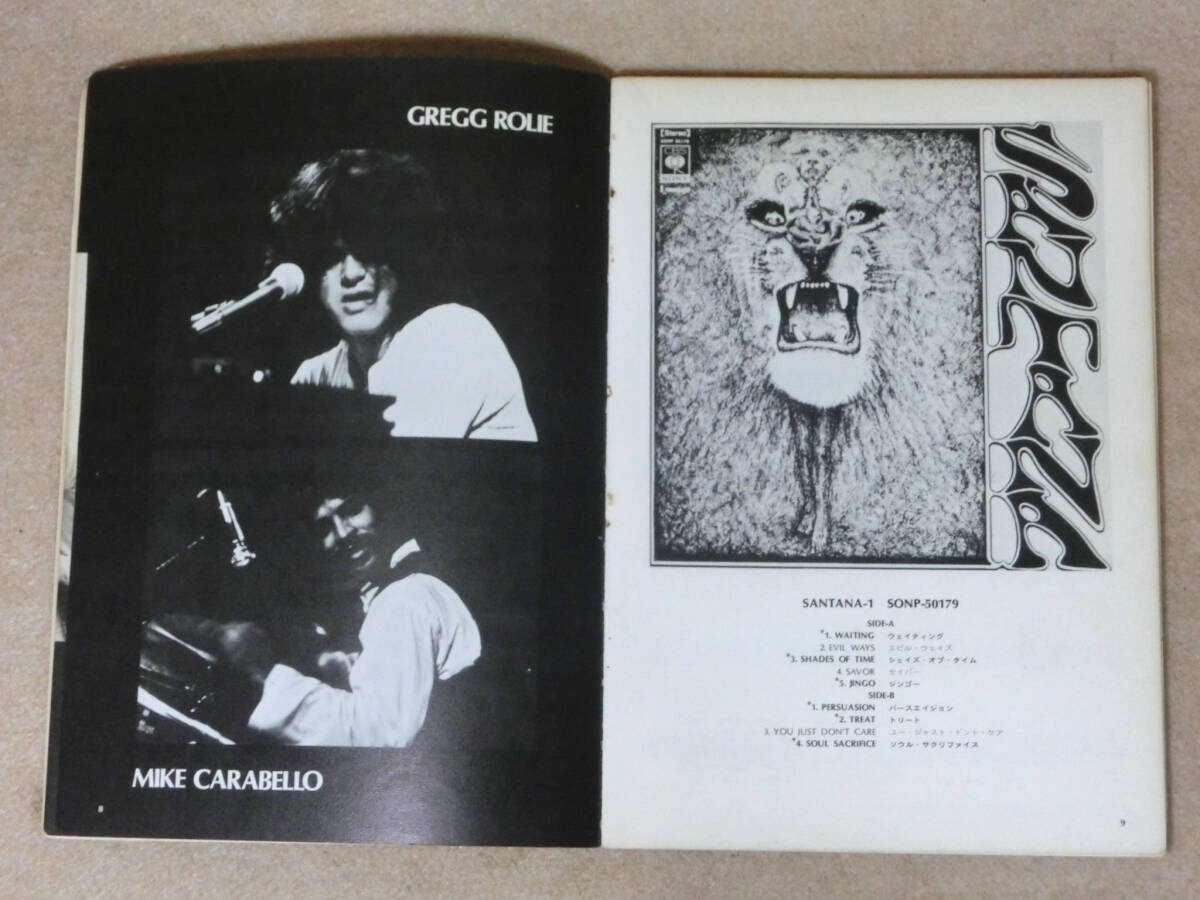 GREGG ROLIE
MIKE CARABELLO
8
[Stereo]
SONP 50179
CBS
SONY
SANTANA
SANTANA-1 SONP-50179
SIDE-A
*1. WAITING ウェイティング
2. EVIL WAYS エビル・ウェイズ
*3. SHADES OF TIME シェイズ・オブ・タイム
4. SAVOR セイバー
*5. JINGO ジンゴー
SIDE-B
*1. PERSUASION パースエイジョン
*2. TREAT トリート
3. YOU JUST DON'T CARE ユー・ジャスト・ドント・ケア
*4. SOUL SACRIFICE ソウル・サクリファイス
9